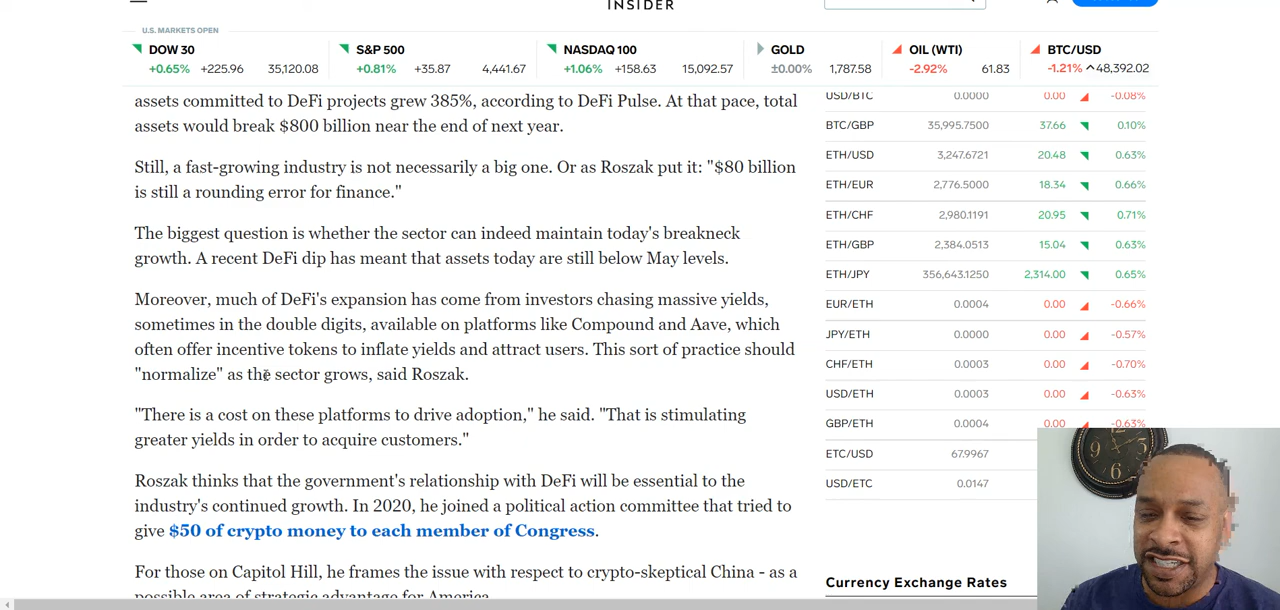 INSIDER
U.S. MARKETS OPEN
DOW 30
+0.65% +225.96 35,120.08
S&P 500
+0.81% +35.87 4,441.67
NASDAQ 100
+1.06% +158.63 15,092.57
GOLD
±0.00% 1,787.58
OIL (WTI)
-2.92% 61.83
BTC/USD
-1.21% 48,392.02
assets committed to DeFi projects grew 385%, according to DeFi Pulse. At that pace, total
assets would break $800 billion near the end of next year.
Still, a fast-growing industry is not necessarily a big one. Or as Roszak put it: "$80 billion
is still a rounding error for finance."
The biggest question is whether the sector can indeed maintain today's breakneck
growth. A recent DeFi dip has meant that assets today are still below May levels.
Moreover, much of DeFi's expansion has come from investors chasing massive yields,
sometimes in the double digits, available on platforms like Compound and Aave, which
often offer incentive tokens to inflate yields and attract users. This sort of practice should
"normalize" as the sector grows, said Roszak.
"There is a cost on these platforms to drive adoption," he said. "That is stimulating
greater yields in order to acquire customers."
Roszak thinks that the government's relationship with DeFi will be essential to the
industry's continued growth. In 2020, he joined a political action committee that tried to
give $50 of crypto money to each member of Congress.
For those on Capitol Hill, he frames the issue with respect to crypto-skeptical China - as a
possible area of strategic advantage for America.
USD/BTC 0.0000 0.00 -0.08%
BTC/GBP 35,995.7500 37.66 0.10%
ETH/USD 3,247.6721 20.48 0.63%
ETH/EUR 2,776.5000 18.34 0.66%
ETH/CHF 2,980.1191 20.95 0.71%
ETH/GBP 2,384.0513 15.04 0.63%
ETH/JPY 356,643.1250 2,314.00 0.65%
EUR/ETH 0.0004 0.00 -0.66%
JPY/ETH 0.0000 0.00 -0.57%
CHF/ETH 0.0003 0.00 -0.70%
USD/ETH 0.0003 0.00 -0.63%
GBP/ETH 0.0004 0.00 -0.63%
ETC/USD 67.9967
USD/ETC 0.0147
Currency Exchange Rates